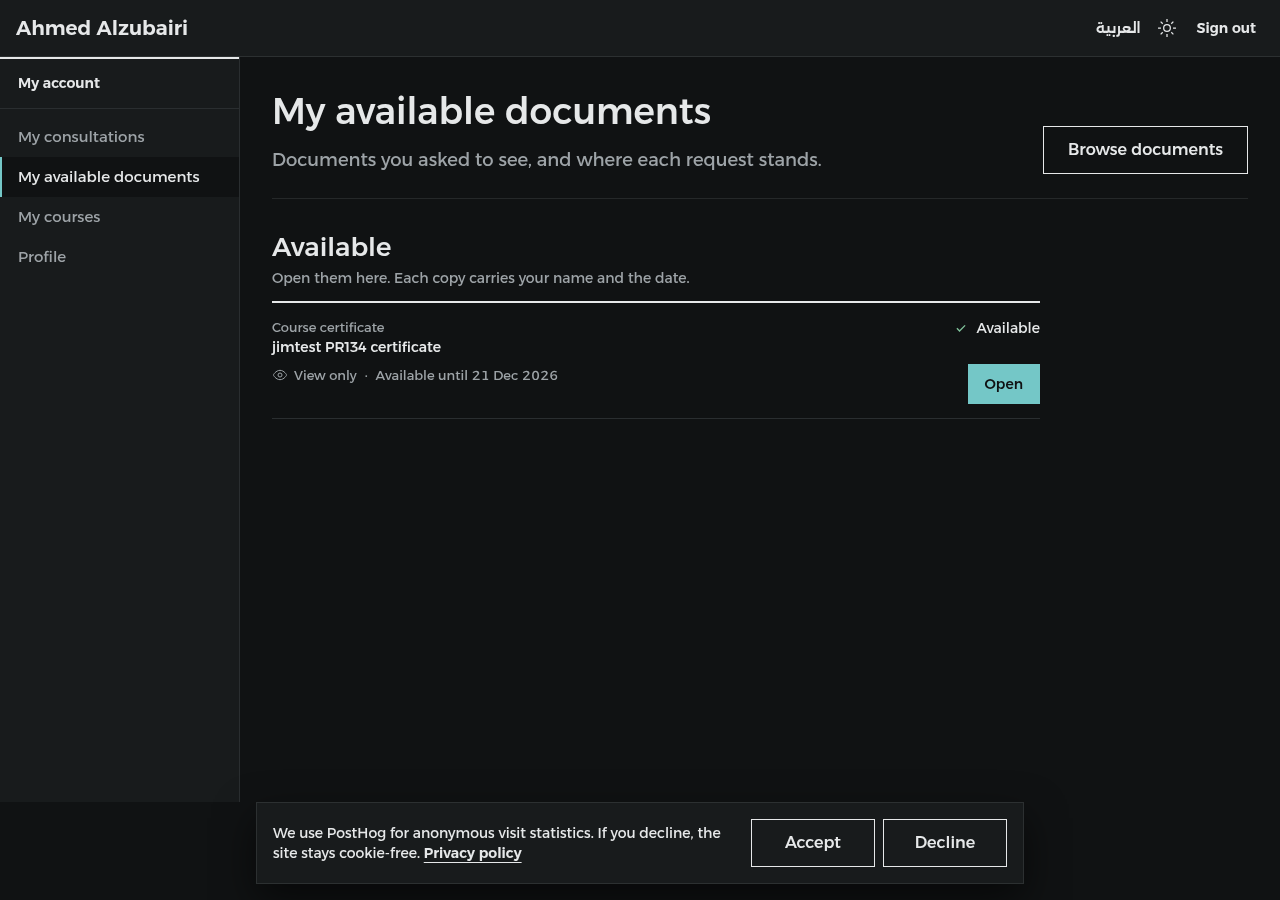 Ahmed Alzubairi
العربية
Sign out
My account
My consultations
My available documents
My courses
Profile
My available documents
Documents you asked to see, and where each request stands.
Browse documents
Available
Open them here. Each copy carries your name and the date.
Course certificate
Available
jimtest PR134 certificate
View only · Available until 21 Dec 2026
Open
We use PostHog for anonymous visit statistics. If you decline, the
site stays cookie-free. Privacy policy
Accept
Decline